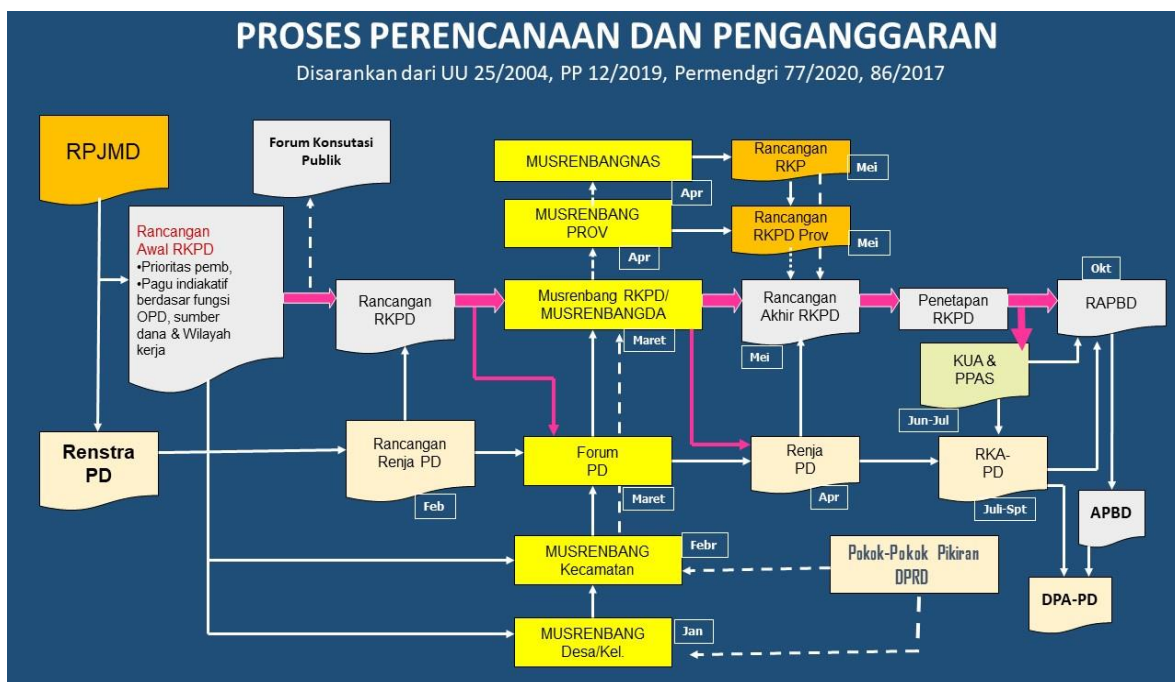 PROSES PERENCANAAN DAN PENGANGGARAN
Disarankan dari UU 25/2004, PP 12/2019, Permendgri 77/2020, 86/2017
RPJMD
Forum Konsutasi
Publik
MUSRENBANGNAS
Apr
Rancangan
RKP
Mei
MUSRENBANG
PROV
Apr
Rancangan
RKPD Prov
Mei
Rancangan
Awal RKPD
•Prioritas pemb,
•Pagu indiakatif
berdasar fungsi
OPD, sumber
dana & Wilayah
kerja
Rancangan
RKPD
Musrenbang RKPD/
MUSRENBANGDA
Maret
Rancangan
Akhir RKPD
Mei
Penetapan
RKPD
Okt
RAPBD
KUA &
PPAS
Jun-Jul
Renstra
PD
Rancangan
Renja PD
Feb
Forum
PD
Maret
Renja
PD
Apr
RKA-
PD
Juli-Spt
APBD
MUSRENBANG
Kecamatan
Febr
Pokok-Pokok Pikiran
DPRD
DPA-PD
MUSRENBANG
Desa/Kel.
Jan